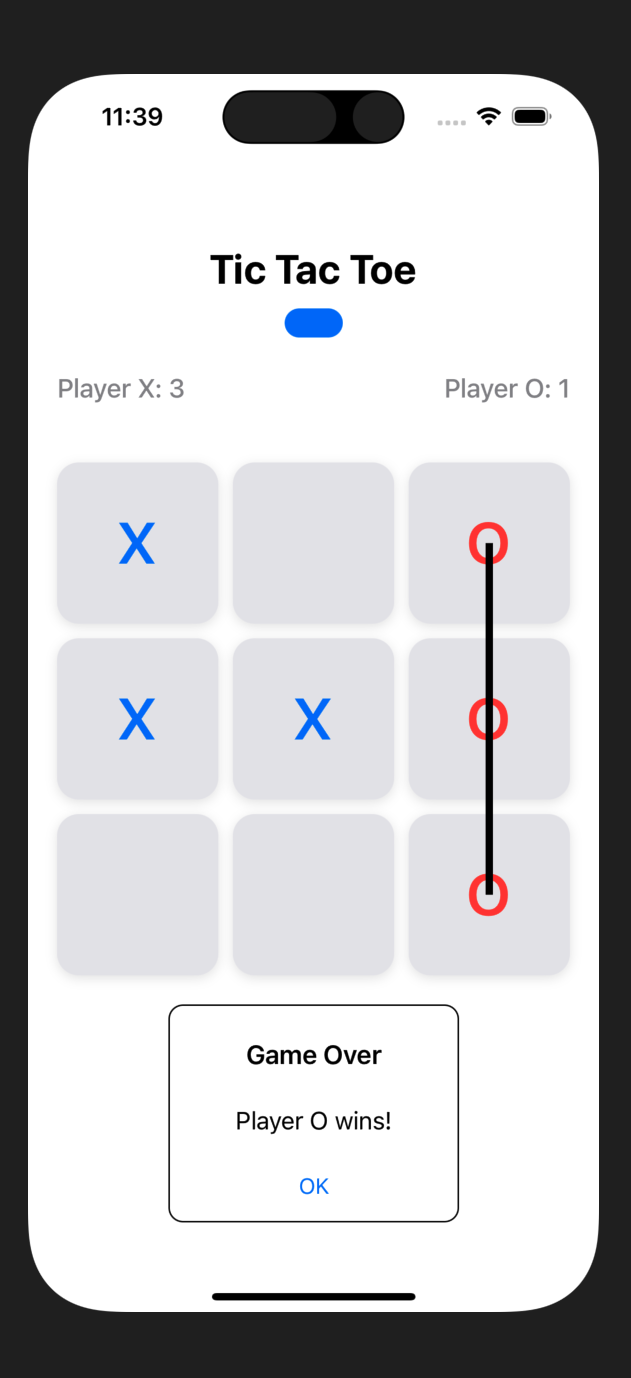 11:39
Tic Tac Toe
Player X: 3 Player O: 1
X O
X X O
O
Game Over
Player O wins!
OK